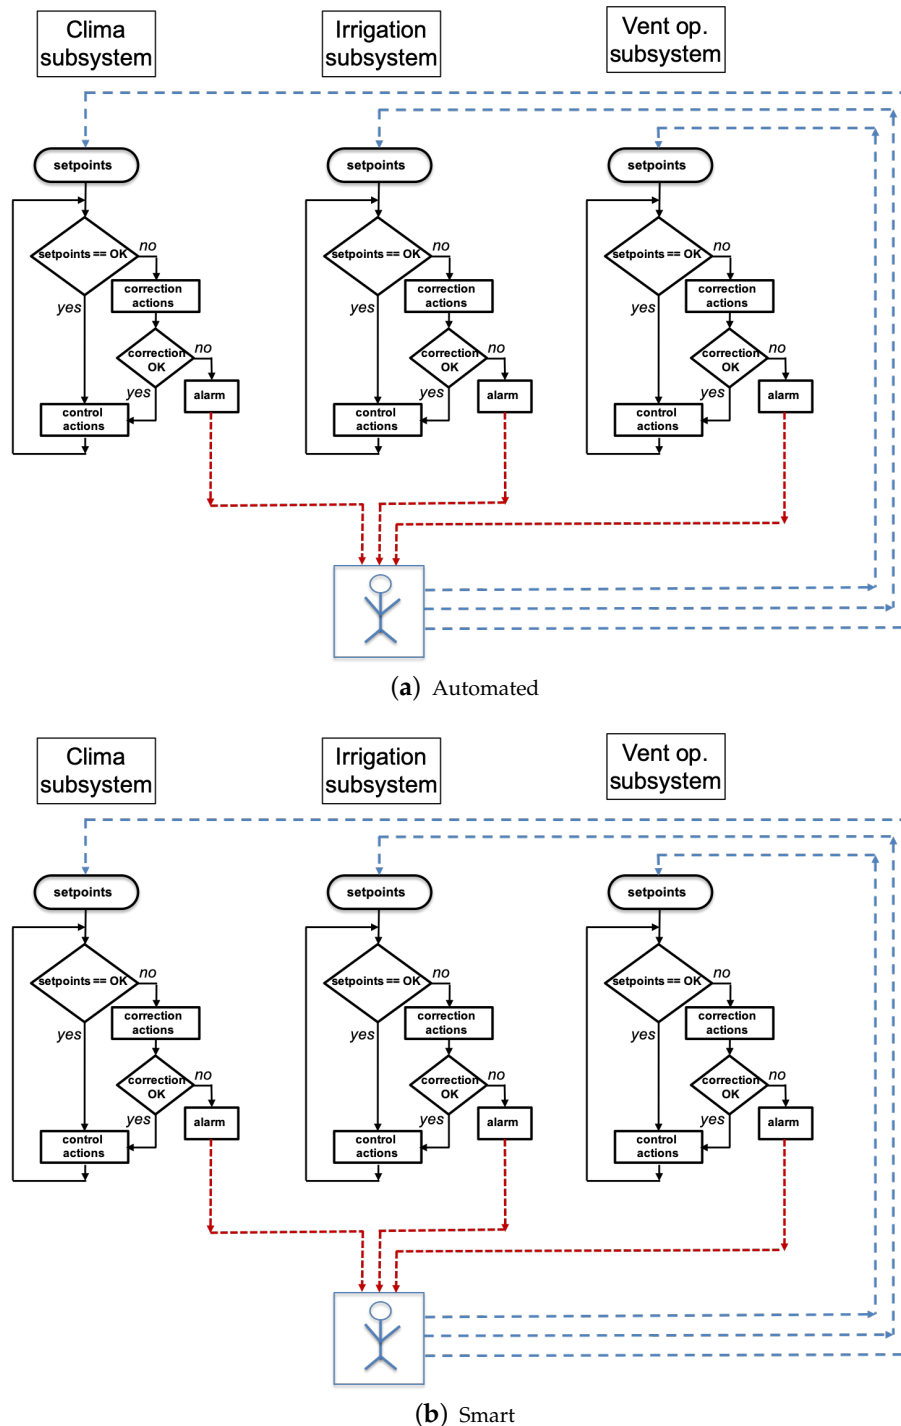 Clima
subsystem
Irrigation
subsystem
Vent op.
subsystem
setpoints
setpoints
setpoints
setpoints == OK
no
setpoints == OK
no
setpoints == OK
no
correction
actions
correction
actions
correction
actions
yes
yes
yes
correction
OK
no
correction
OK
no
correction
OK
no
yes
yes
yes
alarm
alarm
alarm
control
actions
control
actions
control
actions
(a) Automated
Clima
subsystem
Irrigation
subsystem
Vent op.
subsystem
setpoints
setpoints
setpoints
setpoints == OK
no
setpoints == OK
no
setpoints == OK
no
correction
actions
correction
actions
correction
actions
yes
yes
yes
correction
OK
no
correction
OK
no
correction
OK
no
yes
yes
yes
alarm
alarm
alarm
control
actions
control
actions
control
actions
(b) Smart